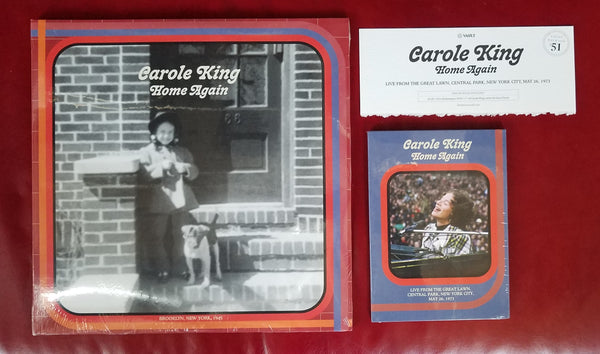 Carole King
Home Again
88
BROOKLYN, NEW YORK, 1945
VAULT
Carole King
Home Again
LIVE FROM THE GREAT LAWN, CENTRAL PARK, NEW YORK CITY, MAY 26, 1973
51
Carole King
Home Again
LIVE FROM THE GREAT LAWN,
CENTRAL PARK, NEW YORK CITY,
MAY 26, 1973